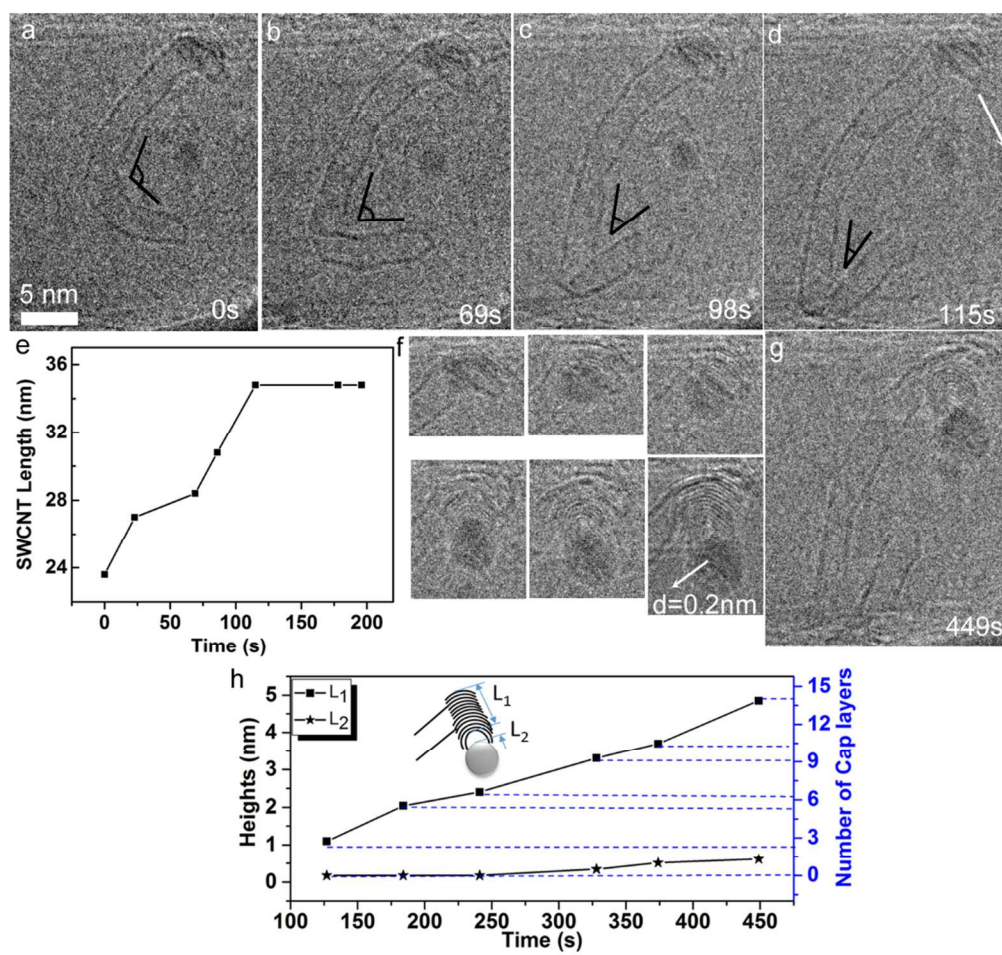 a
b
c
d
5 nm
0s
69s
98s
115s
e
SWCNT Length (nm)
36
32
28
24
0
50
100
150
200
Time (s)
f
d=0.2nm
g
449s
h
L1
L2
L1
L2
Heights (nm)
5
4
3
2
1
0
100
150
200
250
300
350
400
450
Time (s)
15
12
9
6
3
0
Number of Cap layers